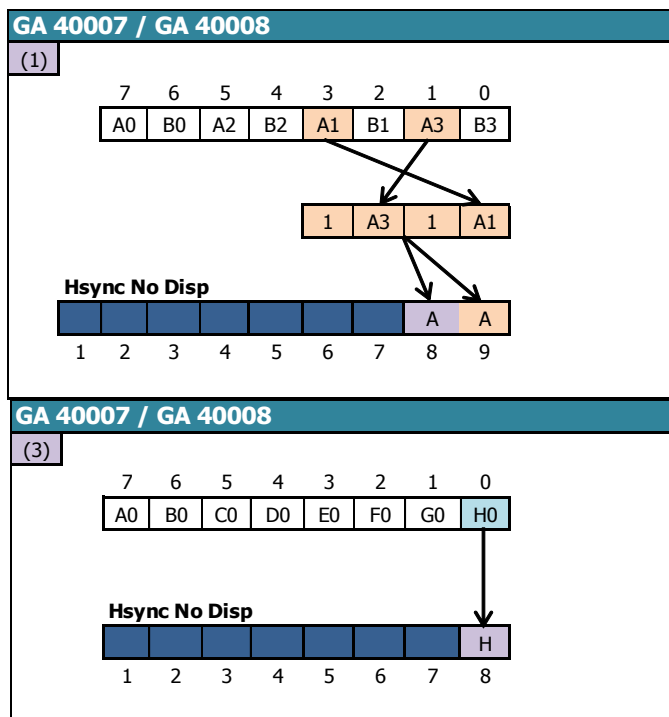 GA 40007 / GA 40008
(1)
7 6 5 4 3 2 1 0
A0 B0 A2 B2 A1 B1 A3 B3
1 A3 1 A1
Hsync No Disp
A A
1 2 3 4 5 6 7 8 9
GA 40007 / GA 40008
(3)
7 6 5 4 3 2 1 0
A0 B0 C0 D0 E0 F0 G0 H0
Hsync No Disp
H
1 2 3 4 5 6 7 8